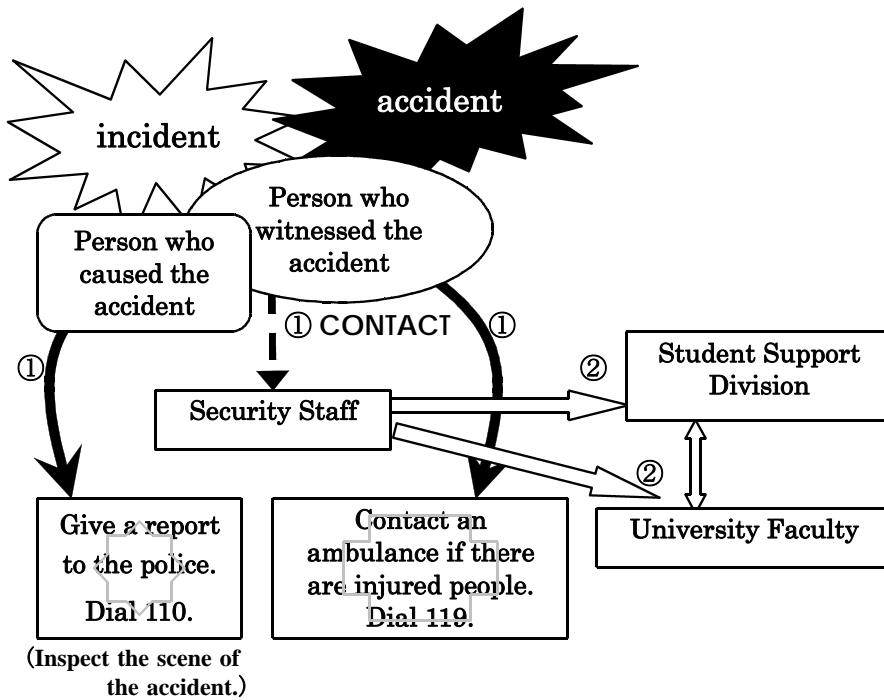 accident
incident
Person who
witnessed the
accident
Person who
caused the
accident
① CONTACT
①
①
②
Student Support
Division
Security Staff
②
University Faculty
Give a report
to the police.
Dial 110.
Contact an
ambulance if there
are injured people.
Dial 119.
(Inspect the scene of
the accident.)